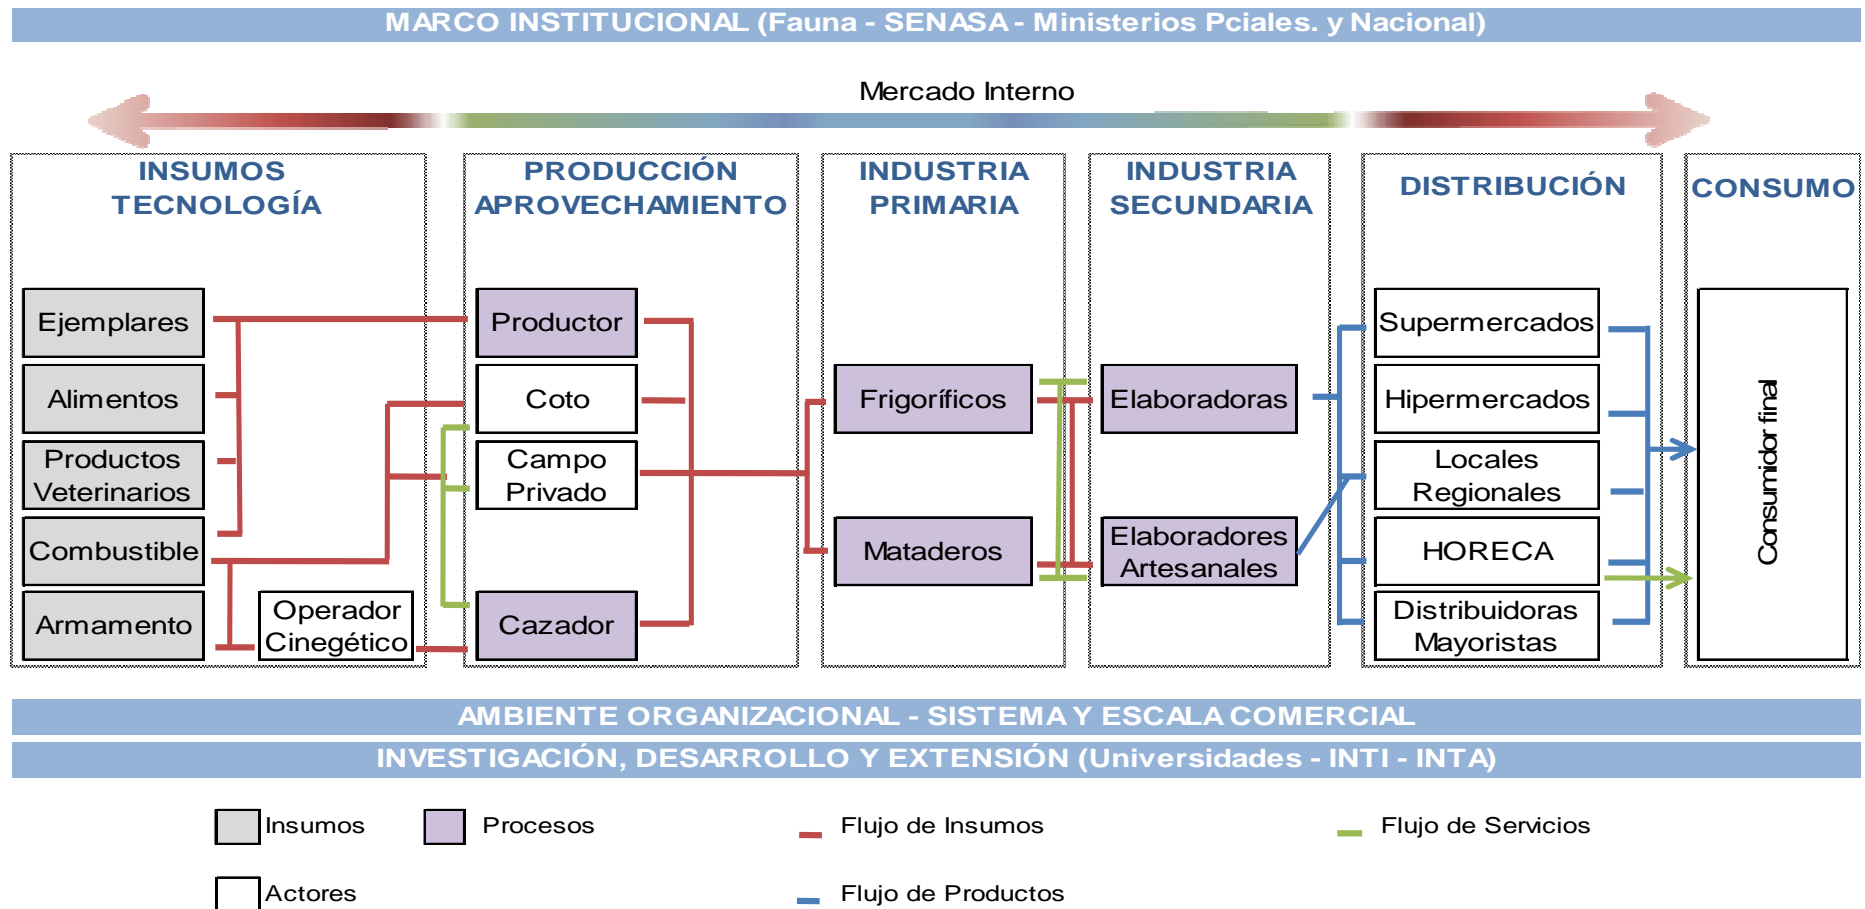 MARCO INSTITUCIONAL (Fauna - SENASA - Ministerios Pciales. y Nacional)
Mercado Interno
INSUMOS
TECNOLOGÍA
PRODUCCIÓN
APROVECHAMIENTO
INDUSTRIA
PRIMARIA
INDUSTRIA
SECUNDARIA
DISTRIBUCIÓN
CONSUMO
Ejemplares
Alimentos
Productos
Veterinarios
Combustible
Armamento
Operador
Cinegético
Productor
Coto
Campo
Privado
Cazador
Frigoríficos
Mataderos
Elaboradoras
Elaboradores
Artesanales
Supermercados
Hipermercados
Locales
Regionales
HORECA
Distribuidoras
Mayoristas
Consumidor final
AMBIENTE ORGANIZACIONAL - SISTEMA Y ESCALA COMERCIAL
INVESTIGACIÓN, DESARROLLO Y EXTENSIÓN (Universidades - INTI - INTA)
Insumos
Procesos
Flujo de Insumos
Flujo de Servicios
Actores
Flujo de Productos